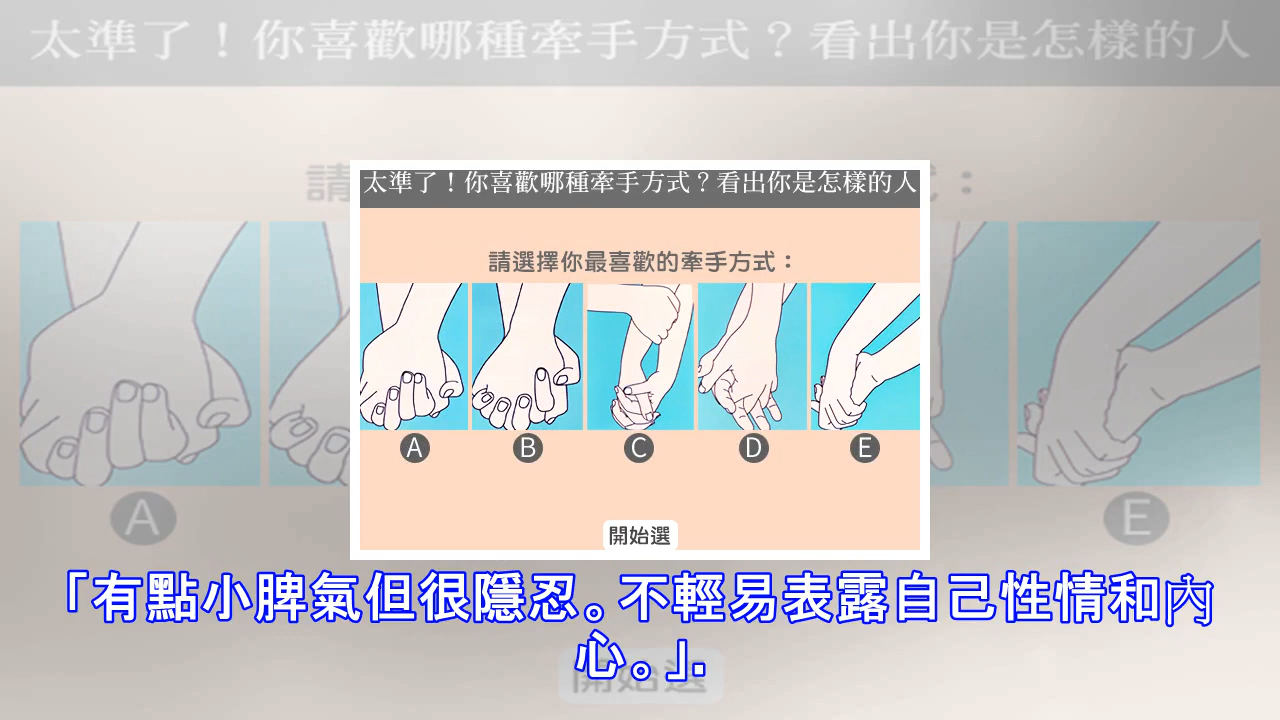 太準了！你喜歡哪種牽手方式？看出你是怎樣的人
請
：
太準了！你喜歡哪種牽手方式？看出你是怎樣的人
請選擇你最喜歡的牽手方式：
A B C D E
開始選
A
E
「有點小脾氣但很隱忍。不輕易表露自己性情和內
心。」.
開始選